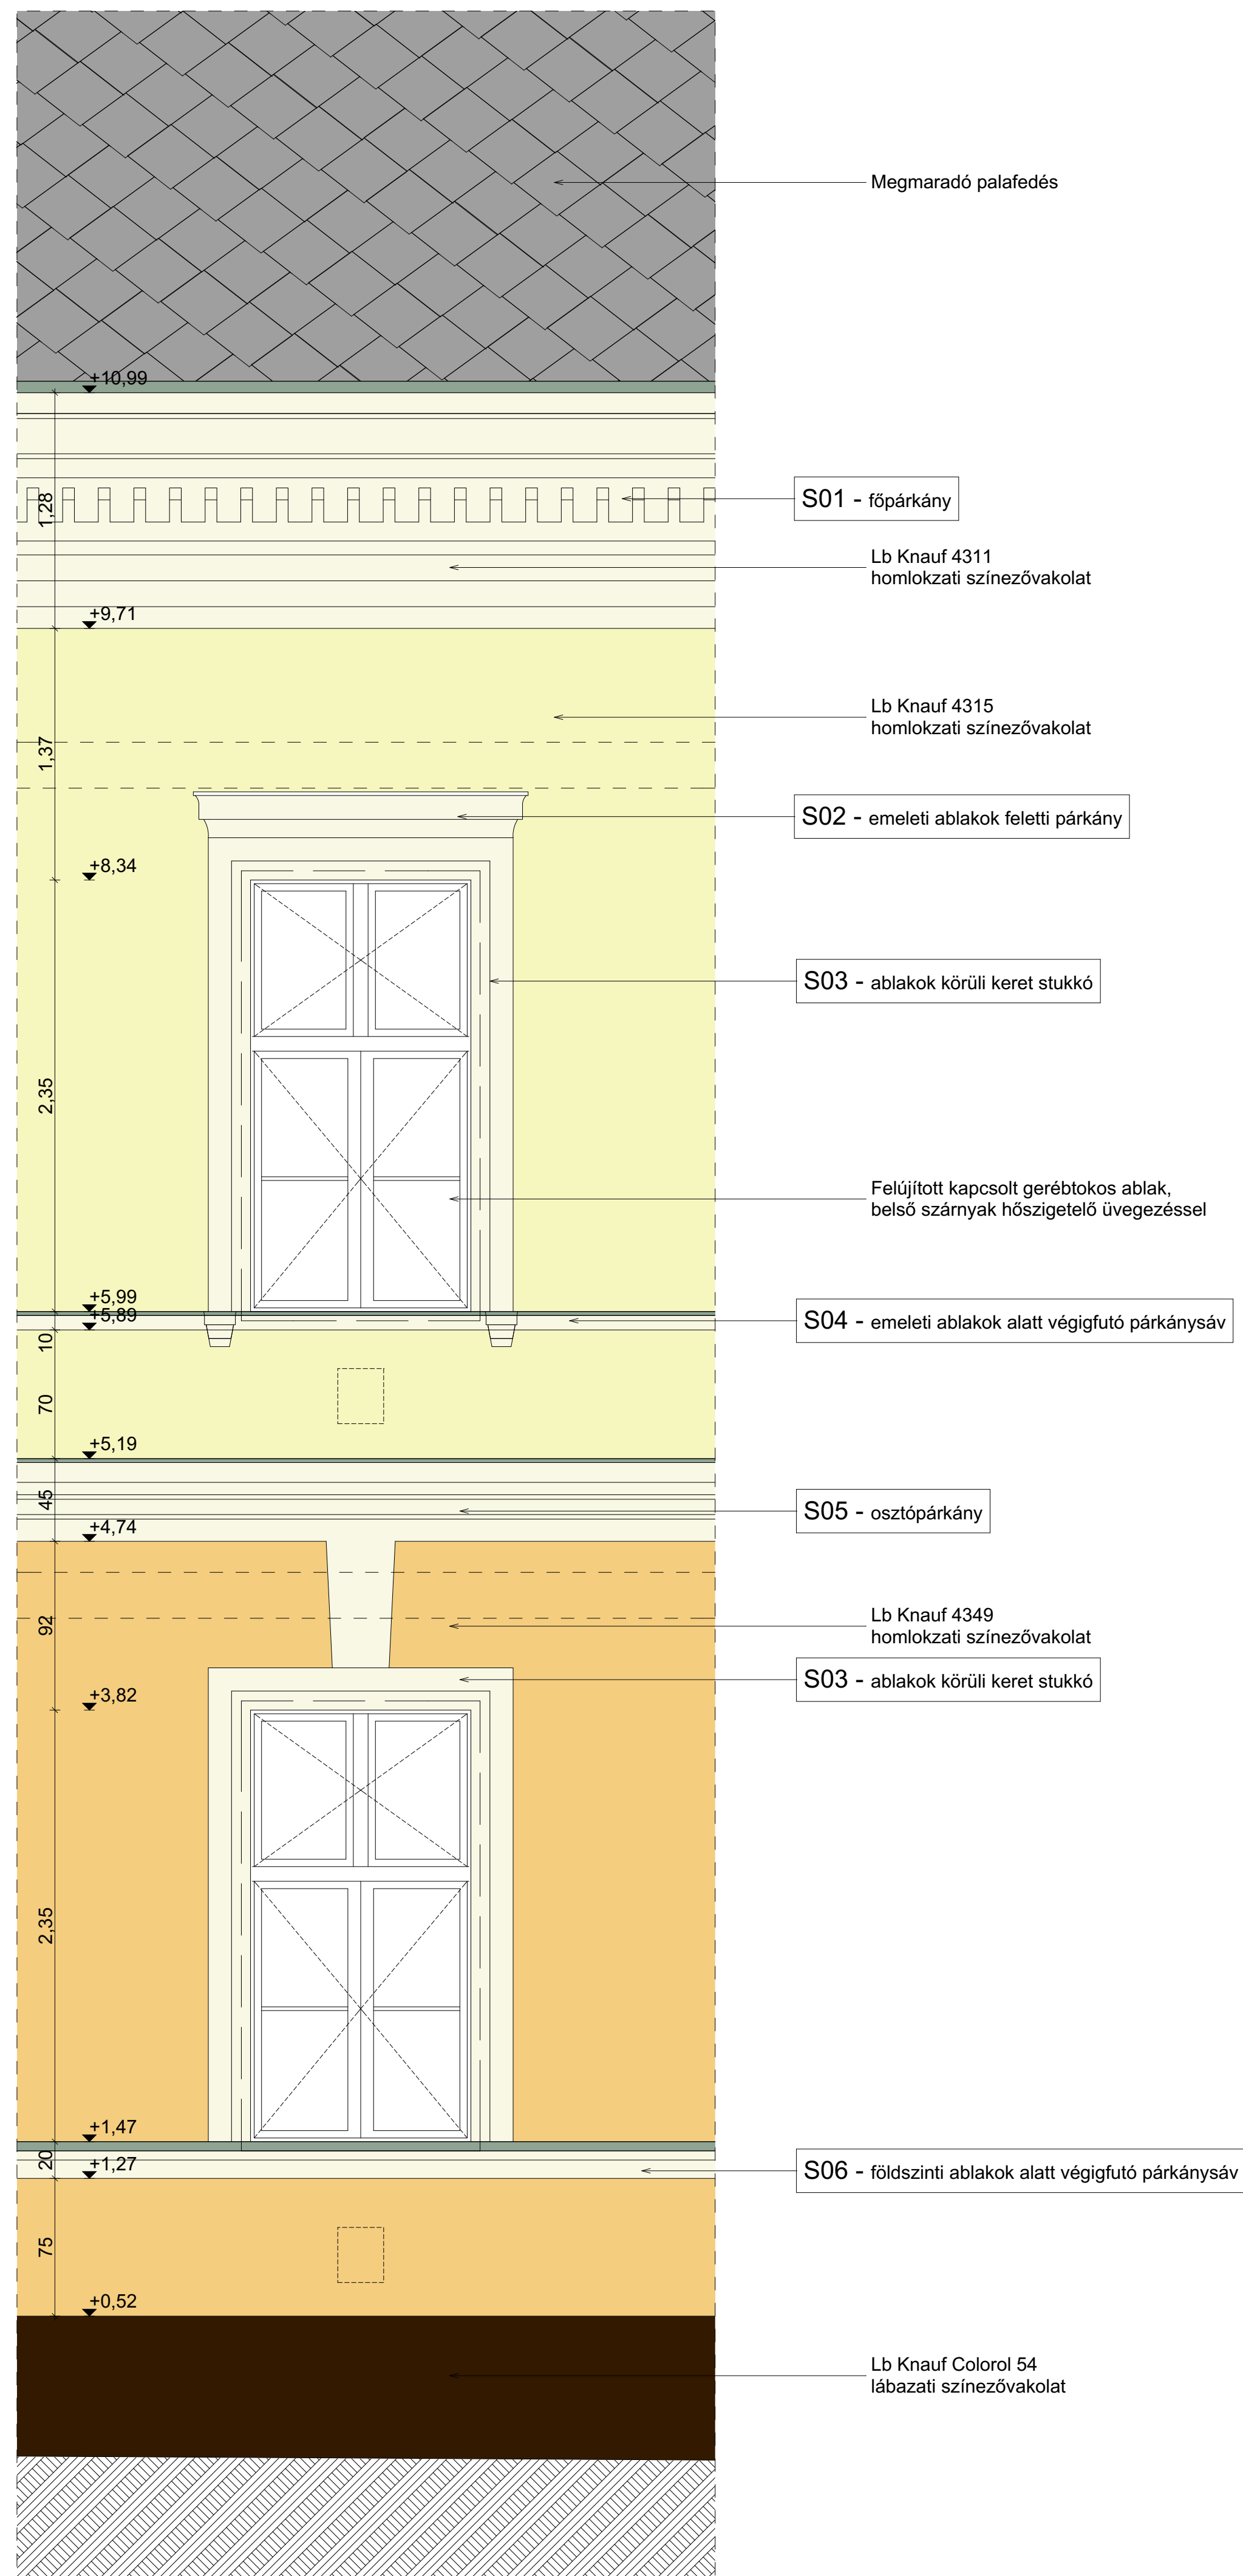 Megmaradó palafedés
+10,99
1,28
S01 - főpárkány
Lb Knauf 4311
homlokzati színezővakolat
+9,71
Lb Knauf 4315
homlokzati színezővakolat
1,37
S02 - emeleti ablakok feletti párkány
+8,34
S03 - ablakok körüli keret stukkó
2,35
Felújított kapcsolt gerébtokos ablak,
belső szárnyak hőszigetelő üvegezéssel
+5,99
+5,89
S04 - emeleti ablakok alatt végigfutó párkánysáv
10
70
+5,19
45
S05 - osztópárkány
+4,74
92
Lb Knauf 4349
homlokzati színezővakolat
S03 - ablakok körüli keret stukkó
+3,82
2,35
+1,47
20
+1,27
S06 - földszinti ablakok alatt végigfutó párkánysáv
75
+0,52
Lb Knauf Colorol 54
lábazati színezővakolat